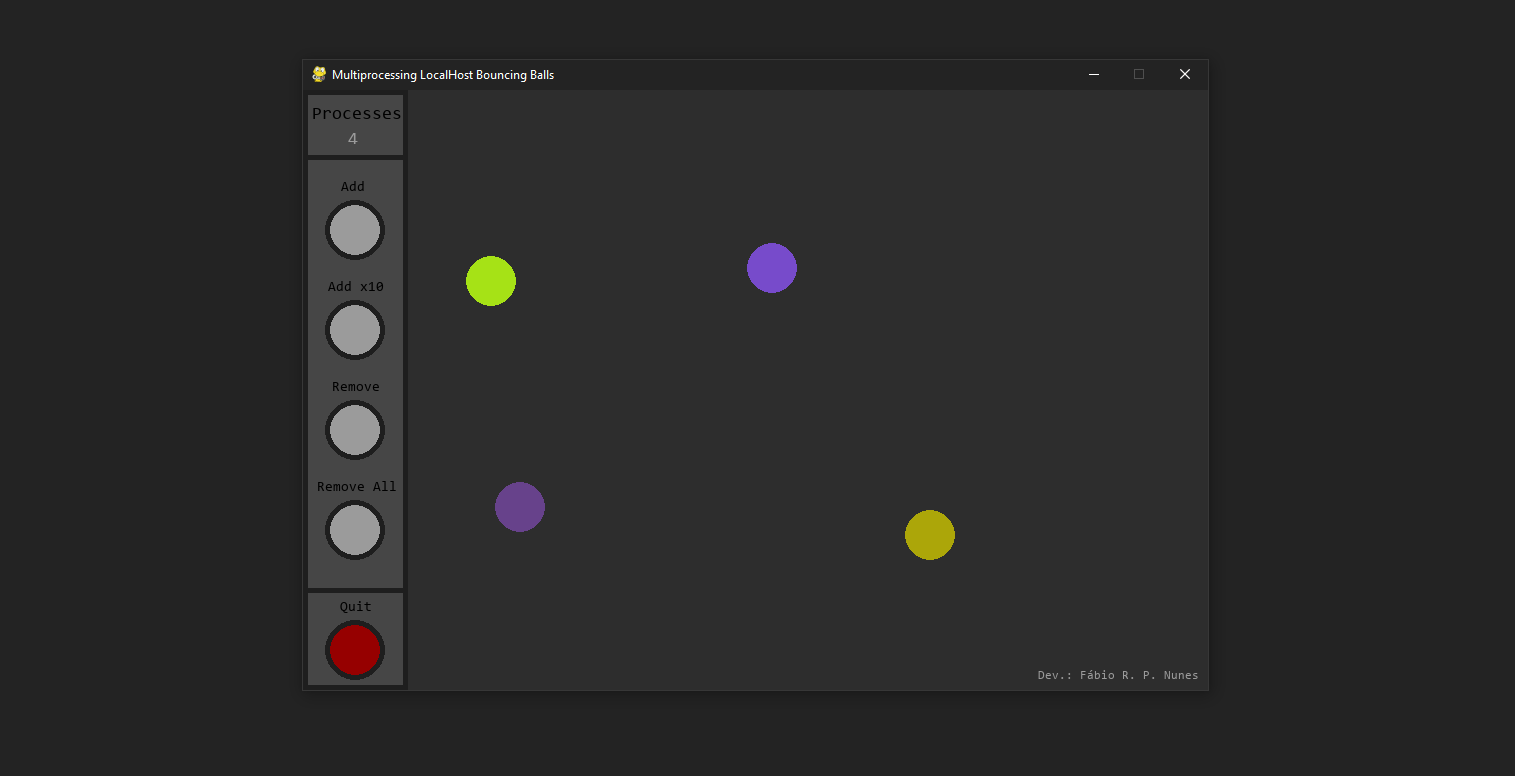 Multiprocessing LocalHost Bouncing Balls
Processes
4
Add
Add x10
Remove
Remove All
Quit
Dev.: Fábio R. P. Nunes